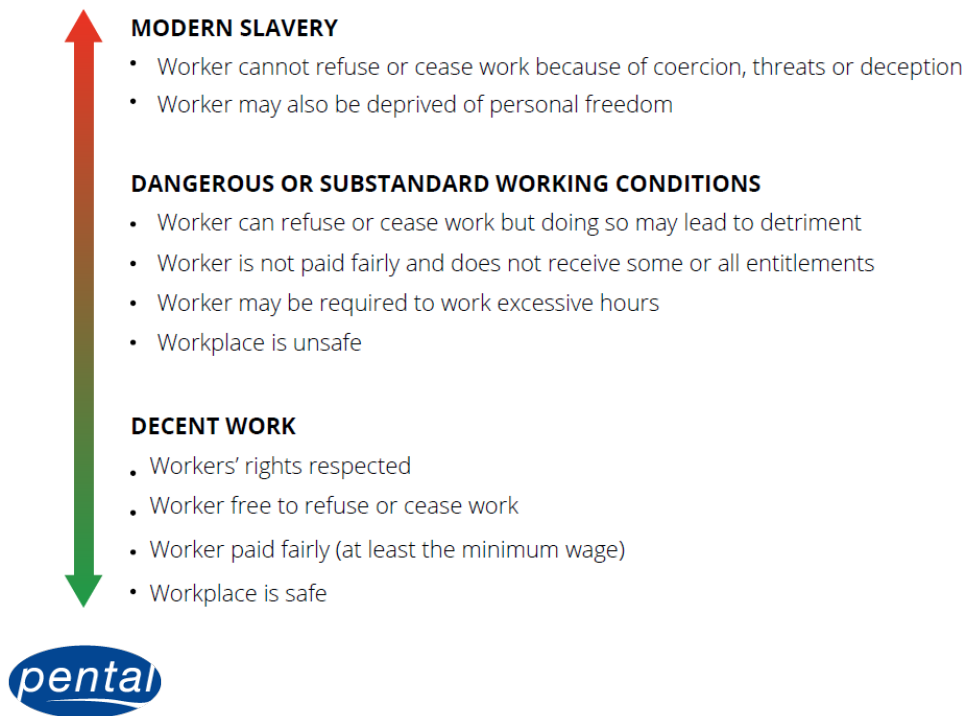 MODERN SLAVERY
• Worker cannot refuse or cease work because of coercion, threats or deception
• Worker may also be deprived of personal freedom
DANGEROUS OR SUBSTANDARD WORKING CONDITIONS
• Worker can refuse or cease work but doing so may lead to detriment
• Worker is not paid fairly and does not receive some or all entitlements
• Worker may be required to work excessive hours
• Workplace is unsafe
DECENT WORK
• Workers’ rights respected
• Worker free to refuse or cease work
• Worker paid fairly (at least the minimum wage)
• Workplace is safe
pental